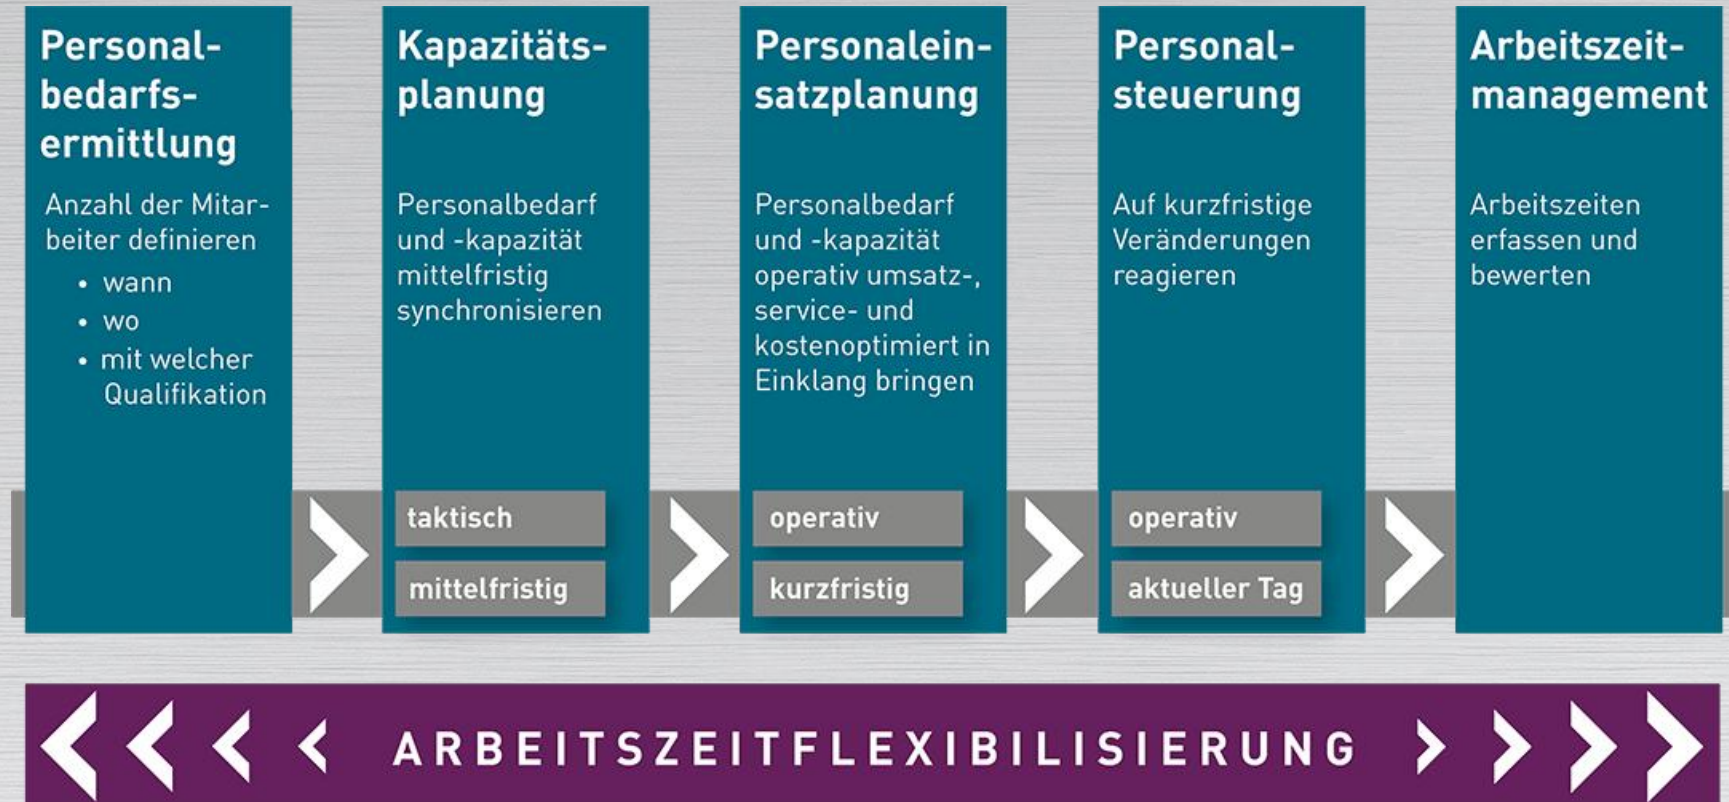 Personal-
bedarfs-
ermittlung
Anzahl der Mitar-
beiter definieren
• wann
• wo
• mit welcher
Qualifikation
Kapazitäts-
planung
Personalbedarf
und -kapazität
mittelfristig
synchronisieren
taktisch
mittelfristig
Personalein-
satzplanung
Personalbedarf
und -kapazität
operativ umsatz-,
service- und
kostenoptimiert in
Einklang bringen
operativ
kurzfristig
Personal-
steuerung
Auf kurzfristige
Veränderungen
reagieren
operativ
aktueller Tag
Arbeitszeit-
management
Arbeitszeiten
erfassen und
bewerten
ARBEITSZEITFLEXIBILISIERUNG